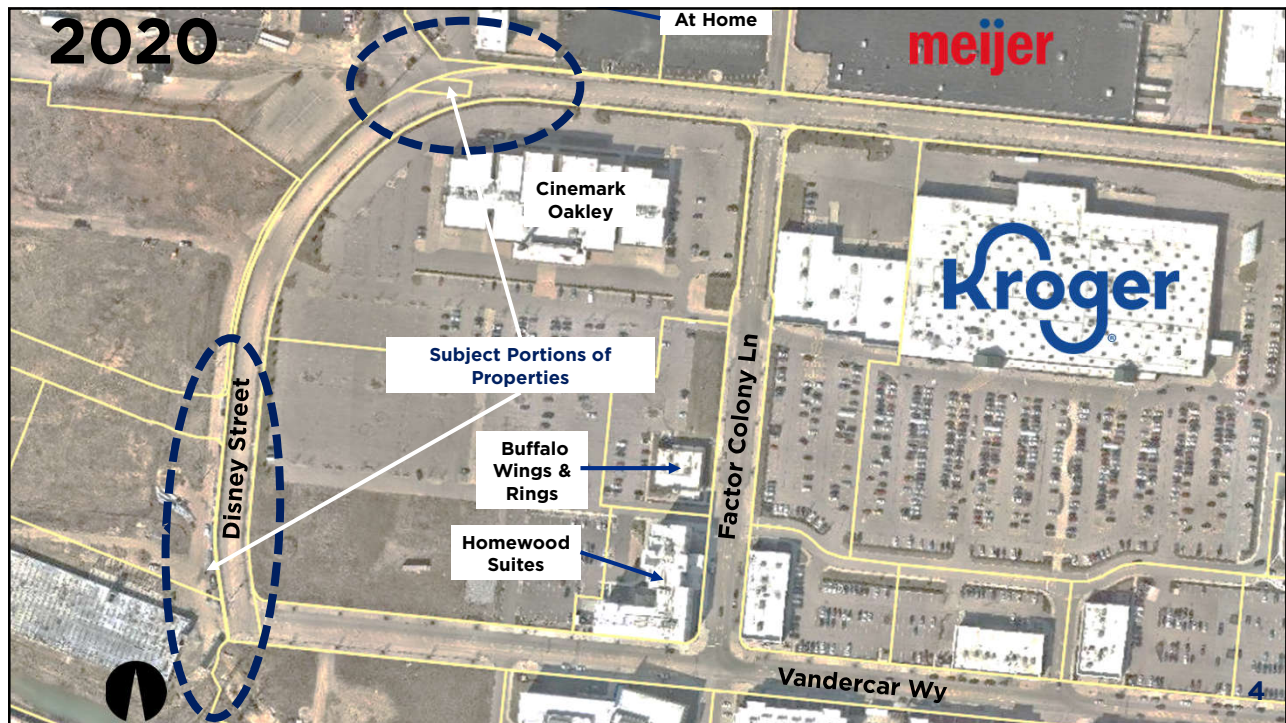 2020
At Home
meijer
Cinemark
Oakley
kroger®
Subject Portions of
Properties
Disney Street
Factor Colony Ln
Buffalo
Wings &
Rings
Homewood
Suites
Vandercar Wy
4